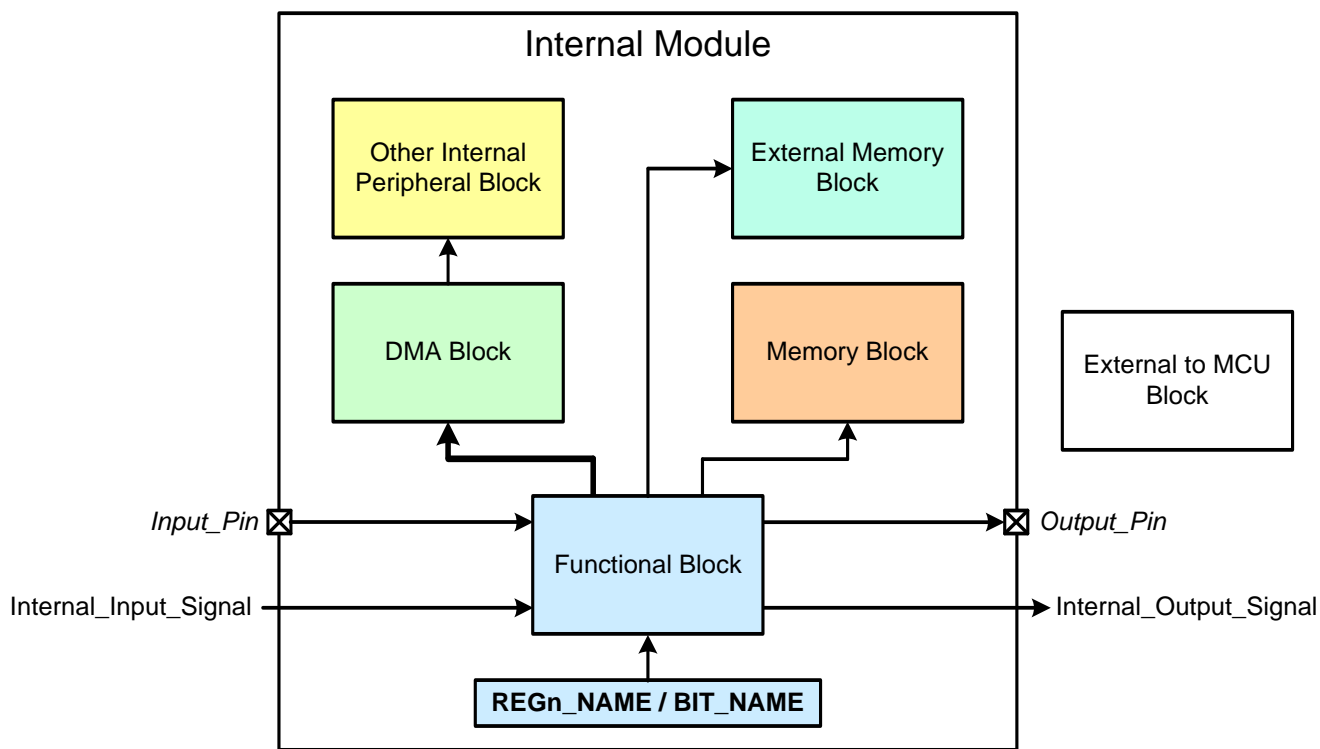 Internal Module
Other Internal
Peripheral Block
External Memory
Block
DMA Block
Memory Block
External to MCU
Block
Input_Pin
Output_Pin
Functional Block
Internal_Input_Signal
Internal_Output_Signal
REGn_NAME / BIT_NAME